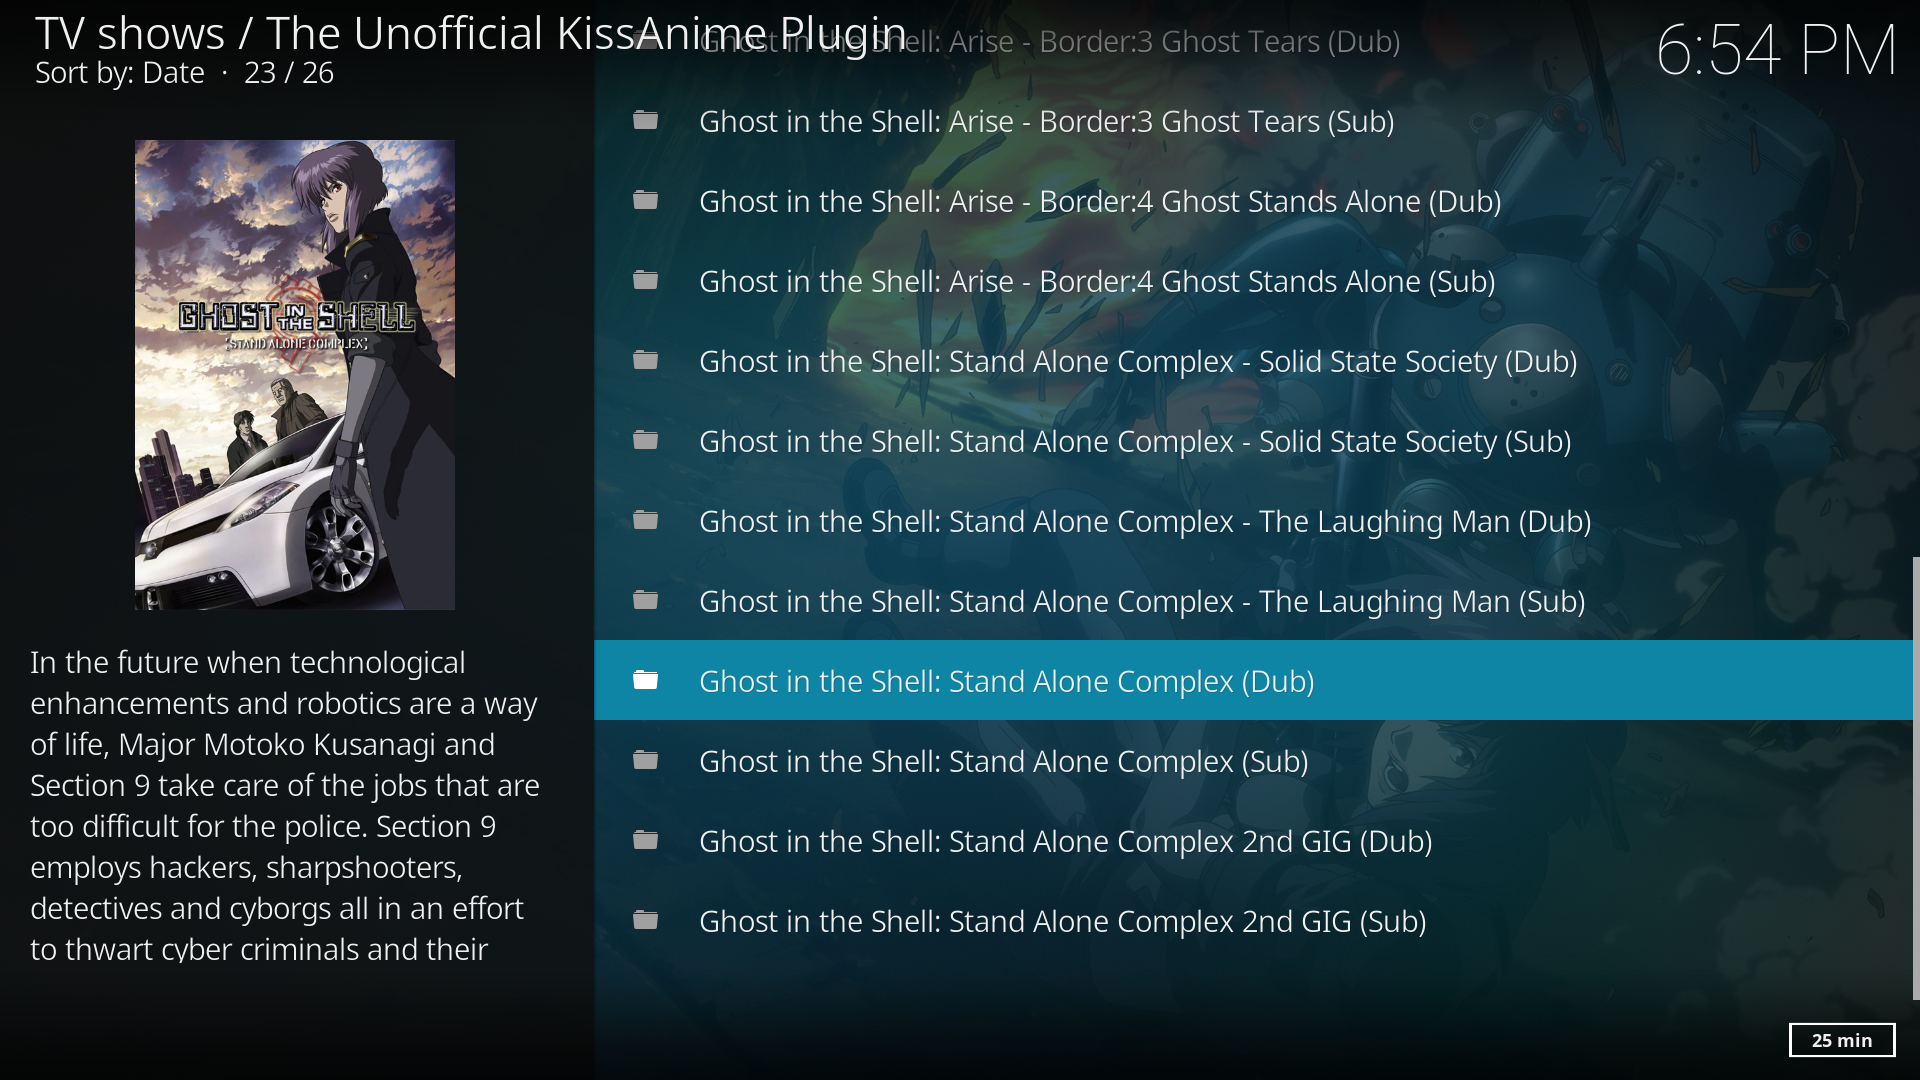 TV shows / The Unofficial KissAnime Plugin
Sort by: Date · 23 / 26
6:54 PM
GHOST IN THE SHELL
[STAND ALONE COMPLEX]
In the future when technological
enhancements and robotics are a way
of life, Major Motoko Kusanagi and
Section 9 take care of the jobs that are
too difficult for the police. Section 9
employs hackers, sharpshooters,
detectives and cyborgs all in an effort
to thwart cyber criminals and their
Ghost in the Shell: Arise - Border:3 Ghost Tears (Dub)
Ghost in the Shell: Arise - Border:3 Ghost Tears (Sub)
Ghost in the Shell: Arise - Border:4 Ghost Stands Alone (Dub)
Ghost in the Shell: Arise - Border:4 Ghost Stands Alone (Sub)
Ghost in the Shell: Stand Alone Complex - Solid State Society (Dub)
Ghost in the Shell: Stand Alone Complex - Solid State Society (Sub)
Ghost in the Shell: Stand Alone Complex - The Laughing Man (Dub)
Ghost in the Shell: Stand Alone Complex - The Laughing Man (Sub)
Ghost in the Shell: Stand Alone Complex (Dub)
Ghost in the Shell: Stand Alone Complex (Sub)
Ghost in the Shell: Stand Alone Complex 2nd GIG (Dub)
Ghost in the Shell: Stand Alone Complex 2nd GIG (Sub)
25 min